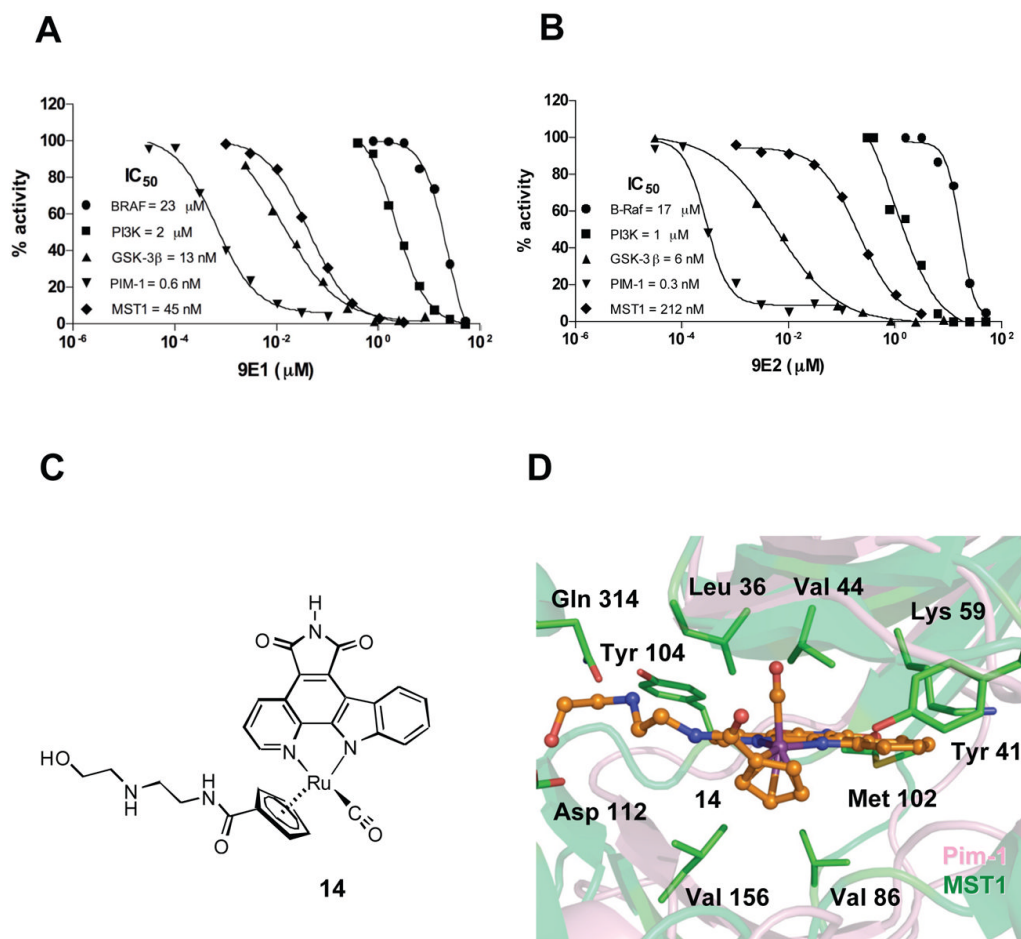 A
120
100
80
60
40
20
0
% activity
IC50
BRAF = 23 μM
PI3K = 2 μM
GSK-3β = 13 nM
PIM-1 = 0.6 nM
MST1 = 45 nM
10-6
10-4
10-2
100
102
9E1 (μM)
B
120
100
80
60
40
20
0
% activity
IC50
B-Raf = 17 μM
PI3K = 1 μM
GSK-3β = 6 nM
PIM-1 = 0.3 nM
MST1 = 212 nM
10-6
10-4
10-2
100
102
9E2 (μM)
C
H
O N O
N N
Ru
HO
N
H
H
N
O
C
O
14
D
Gln 314
Leu 36
Val 44
Lys 59
Tyr 104
Tyr 41
Asp 112
14
Met 102
Pim-1
MST1
Val 156
Val 86